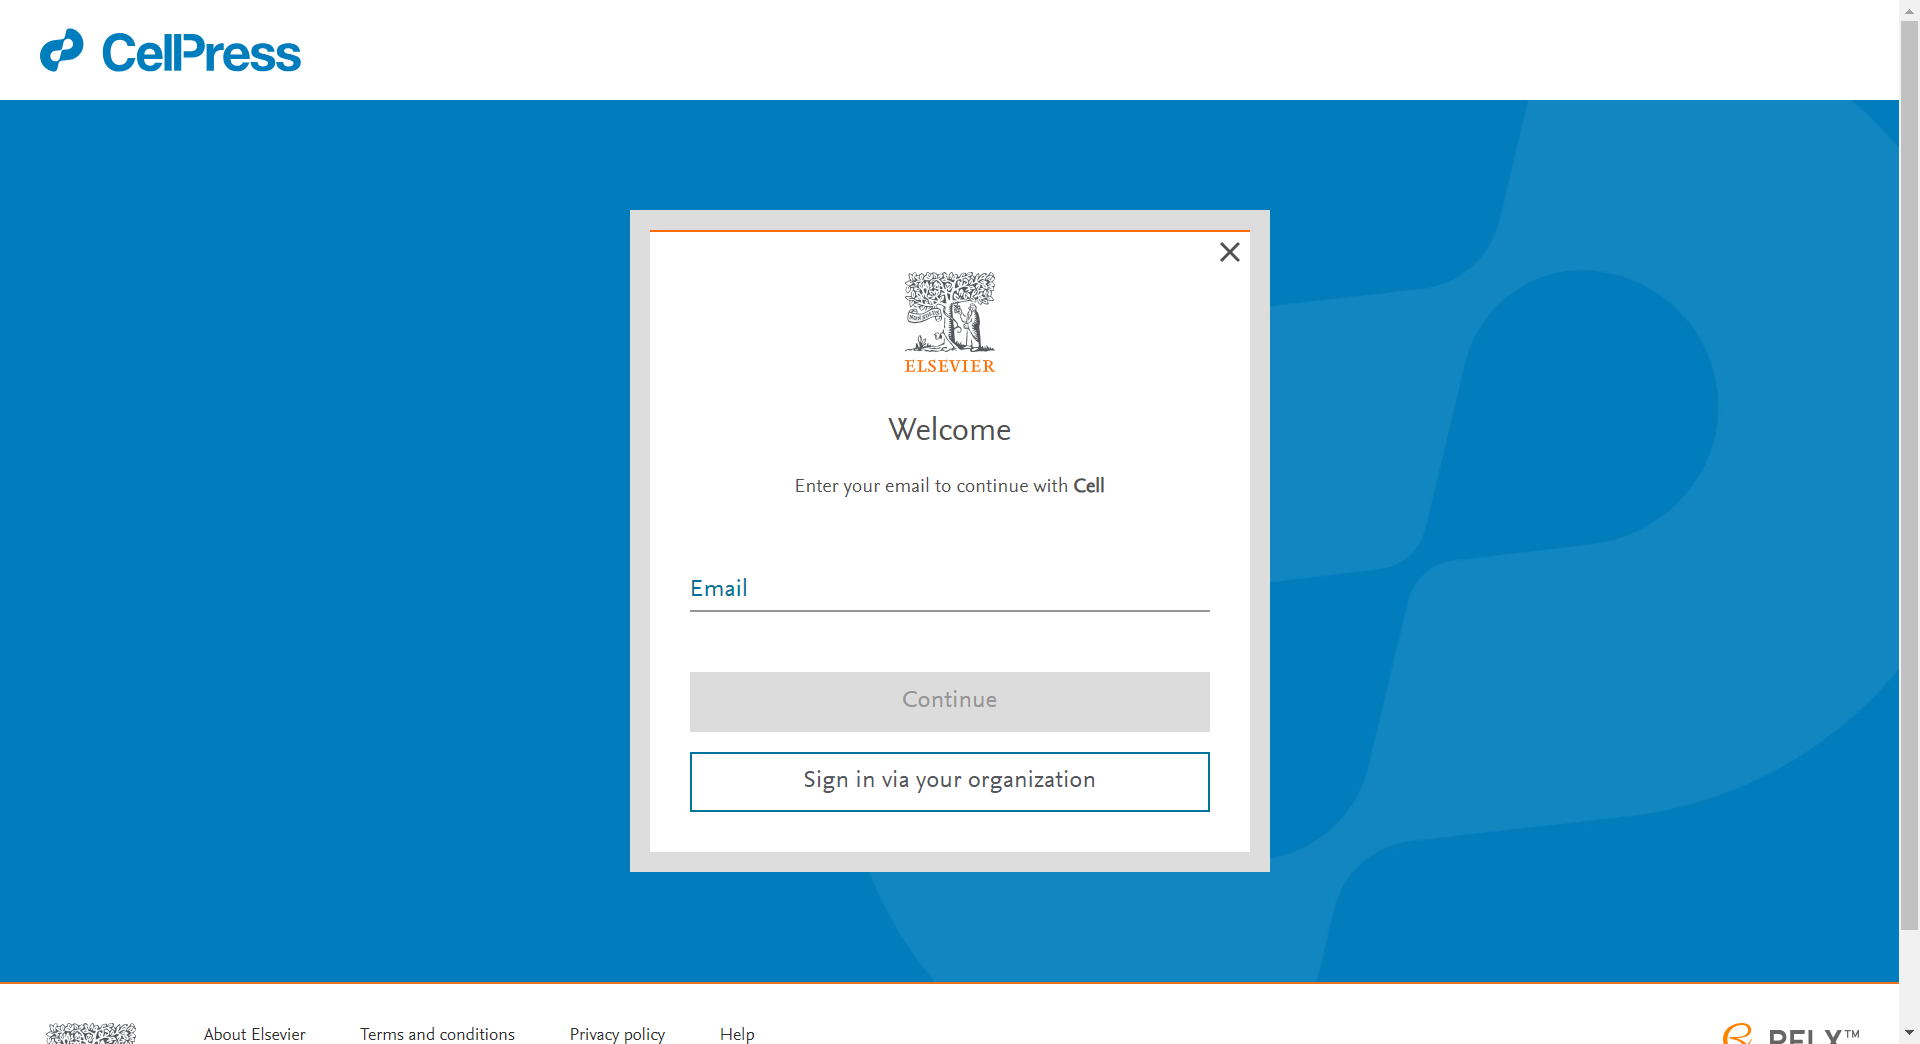 CellPress
ELSEVIER
Welcome
Enter your email to continue with Cell
Email
Continue
Sign in via your organization
About Elsevier
Terms and conditions
Privacy policy
Help
RELX™